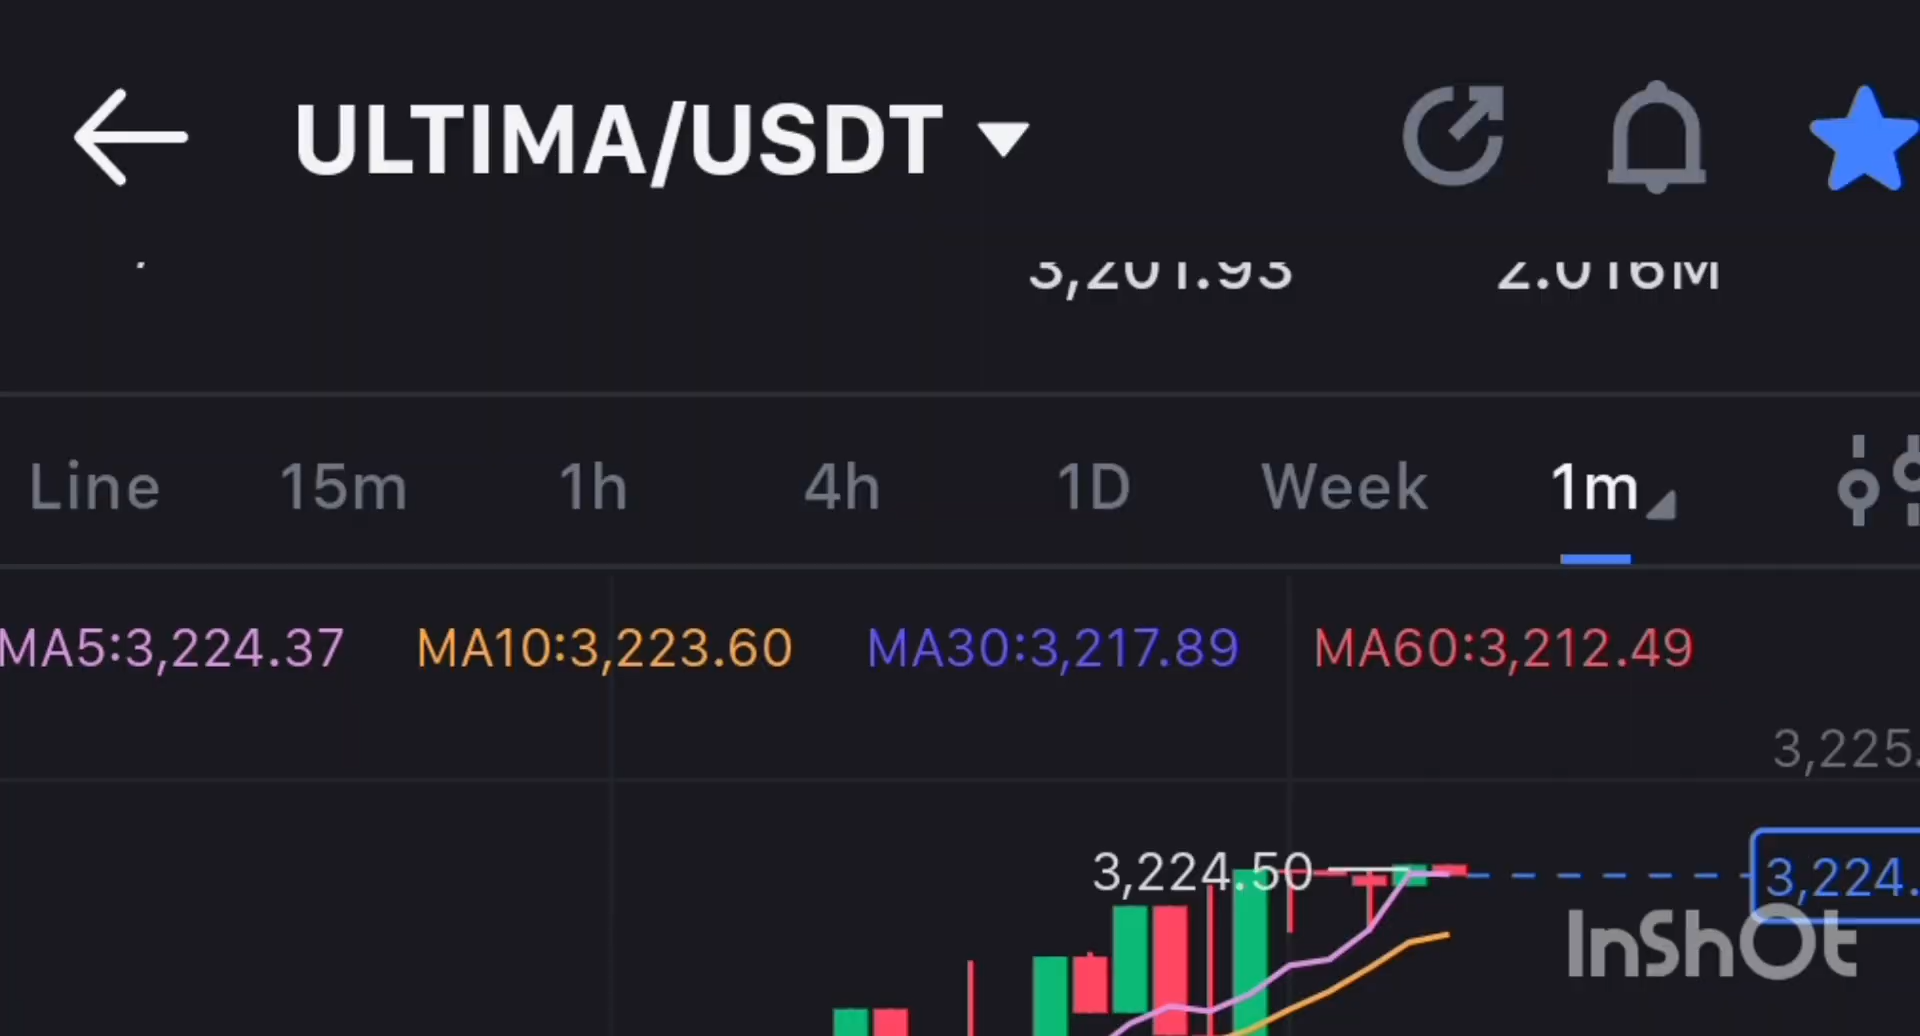 ULTIMA/USDT
3,201.93 2.016M
Line 15m 1h 4h 1D Week 1m
MA5:3,224.37 MA10:3,223.60 MA30:3,217.89 MA60:3,212.49
3,225.
3,224.50
3,224.
InShOt